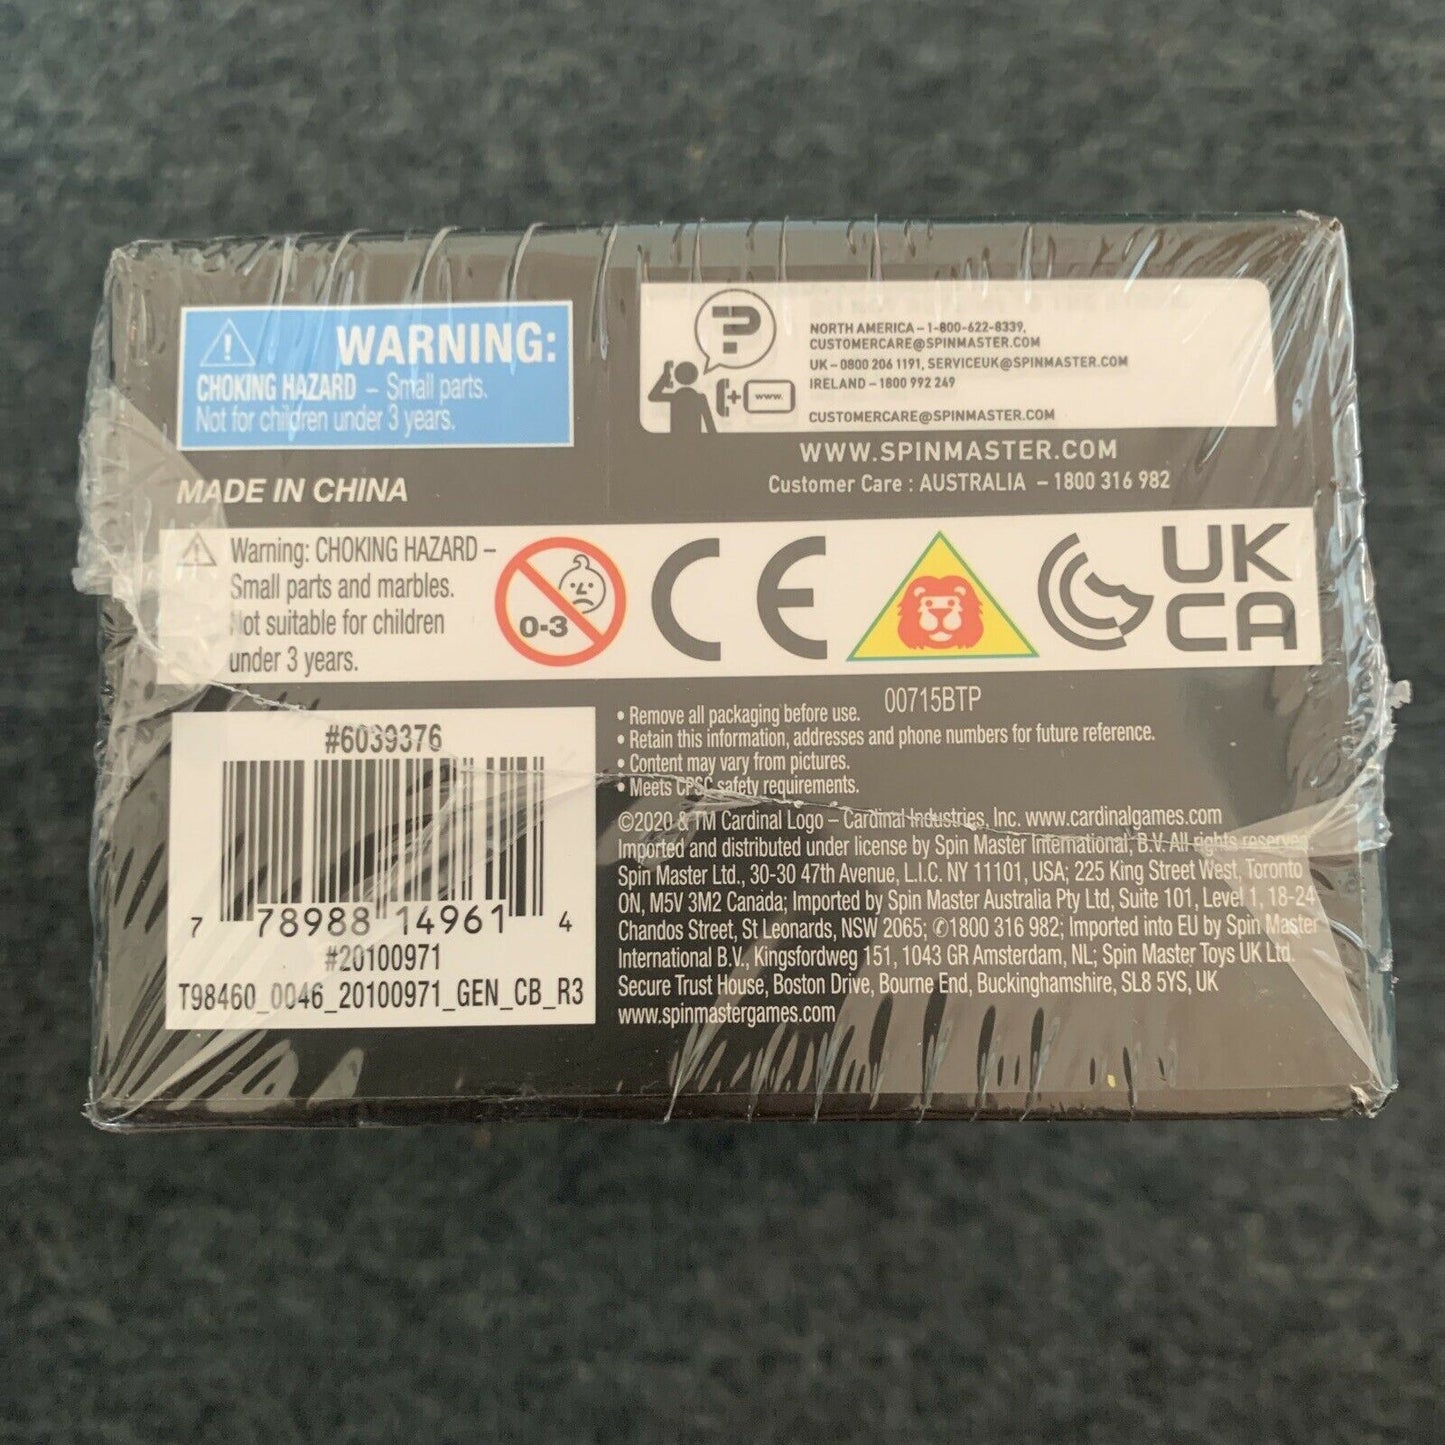 WARNING:
CHOKING HAZARD – Small parts.
Not for children under 3 years.
MADE IN CHINA
?
+
www.
NORTH AMERICA – 1-800-622-8339,
CUSTOMERCARE@SPINMASTER.COM
UK – 0800 206 1191, SERVICEUK@SPINMASTER.COM
IRELAND – 1800 992 249
CUSTOMERCARE@SPINMASTER.COM
WWW.SPINMASTER.COM
Customer Care : AUSTRALIA – 1800 316 982
Warning: CHOKING HAZARD –
Small parts and marbles.
Not suitable for children
under 3 years.
0-3
CE
UK
CA
#6039376
7 78988 14961 4
#20100971
T98460_0046_20100971_GEN_CB_R3
00715BTP
• Remove all packaging before use.
• Retain this information, addresses and phone numbers for future reference.
• Content may vary from pictures.
• Meets CPSC safety requirements.
©2020 & TM Cardinal Logo – Cardinal Industries, Inc. www.cardinalgames.com
Imported and distributed under license by Spin Master International, B.V. All rights reserved.
Spin Master Ltd., 30-30 47th Avenue, L.I.C. NY 11101, USA; 225 King Street West, Toronto
ON, M5V 3M2 Canada; Imported by Spin Master Australia Pty Ltd, Suite 101, Level 1, 18-24
Chandos Street, St Leonards, NSW 2065; ✆1800 316 982; Imported into EU by Spin Master
International B.V., Kingsfordweg 151, 1043 GR Amsterdam, NL; Spin Master Toys UK Ltd.
Secure Trust House, Boston Drive, Bourne End, Buckinghamshire, SL8 5YS, UK
www.spinmastergames.com